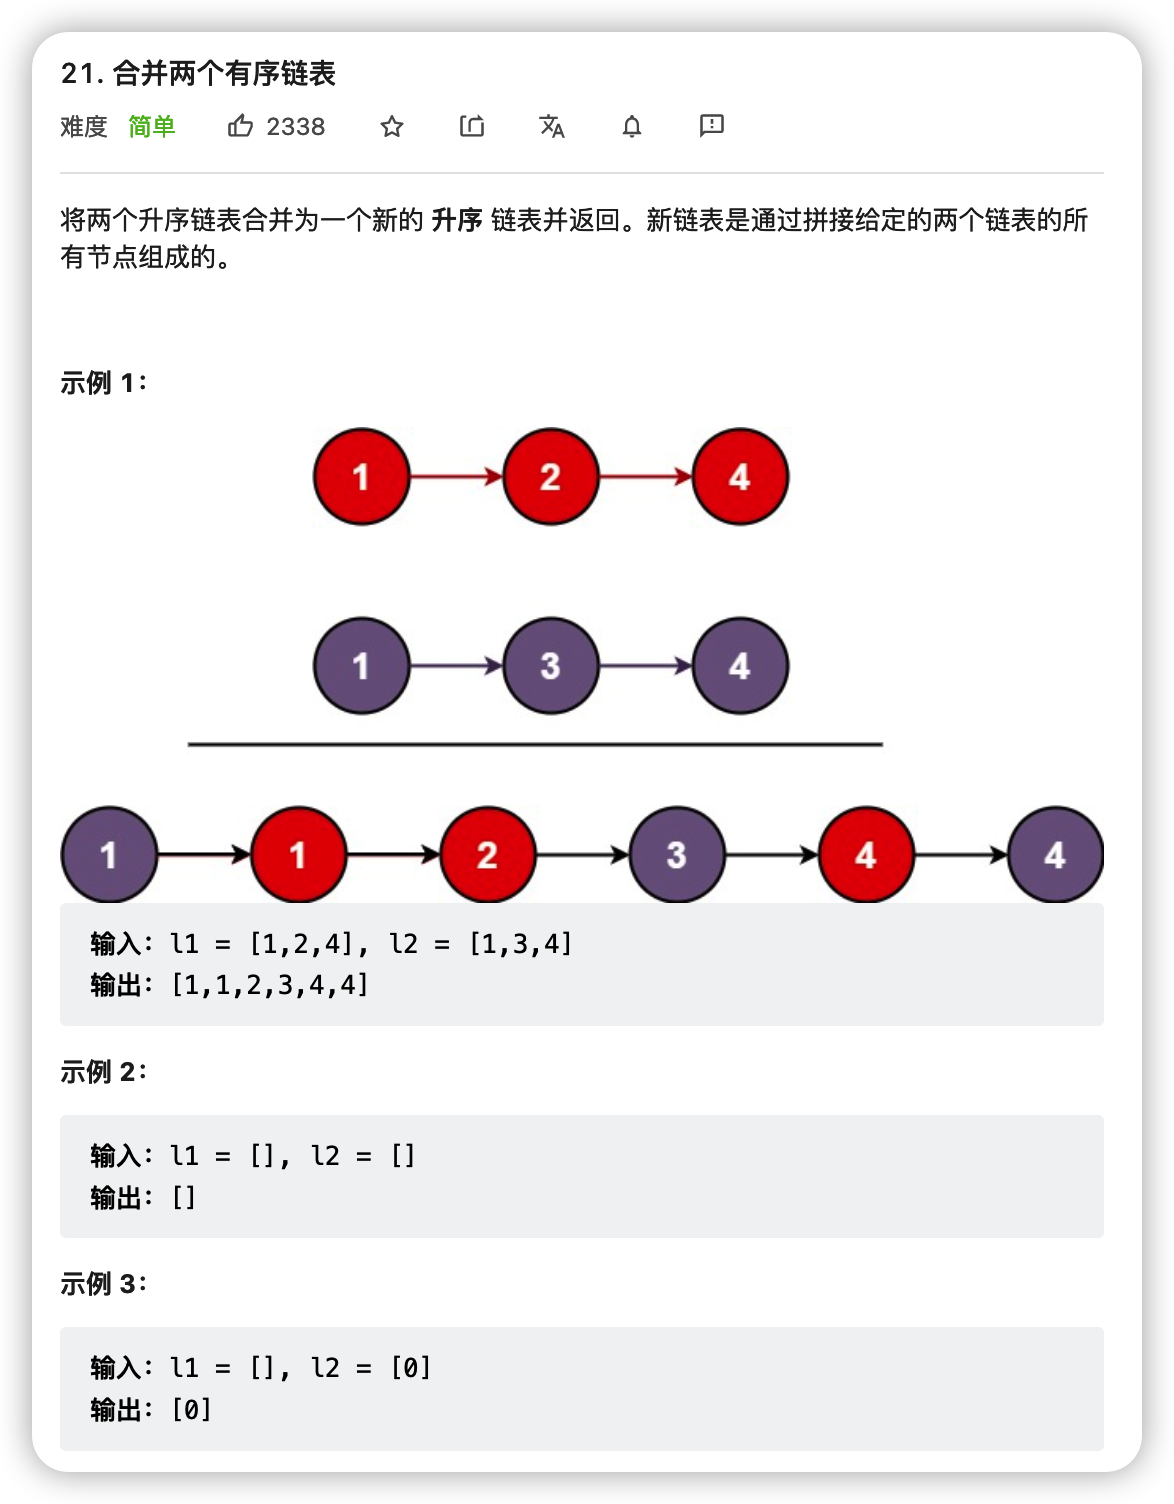 21. 合并两个有序链表
难度 简单 2338
将两个升序链表合并为一个新的 升序 链表并返回。新链表是通过拼接给定的两个链表的所
有节点组成的。
示例 1：
1 2 4
1 3 4
1 1 2 3 4 4
输入：l1 = [1,2,4], l2 = [1,3,4]
输出：[1,1,2,3,4,4]
示例 2：
输入：l1 = [], l2 = []
输出：[]
示例 3：
输入：l1 = [], l2 = [0]
输出：[0]